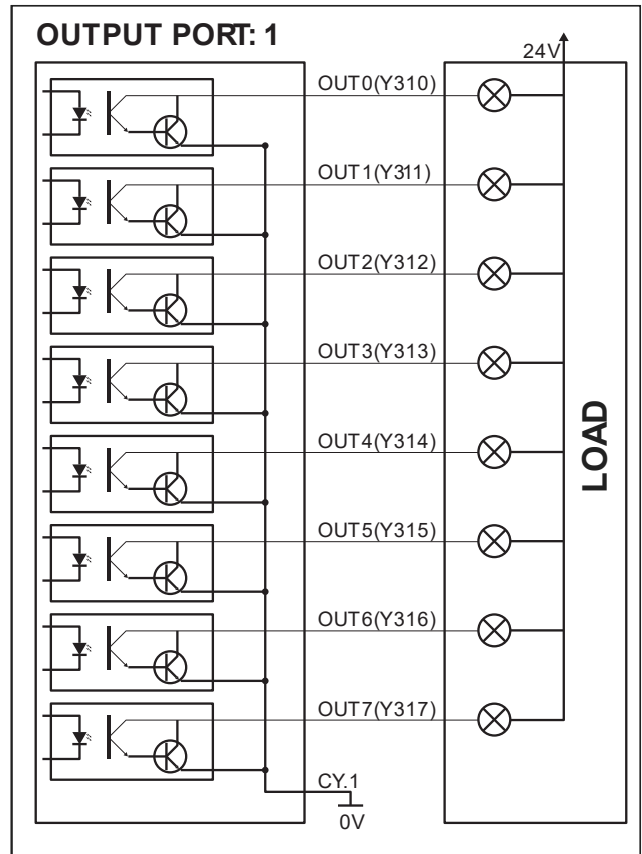 OUTPUT PORT: 1
24V
OUT0(Y310)
OUT1(Y311)
OUT2(Y312)
OUT3(Y313)
OUT4(Y314)
OUT5(Y315)
OUT6(Y316)
OUT7(Y317)
LOAD
CY.1
0V